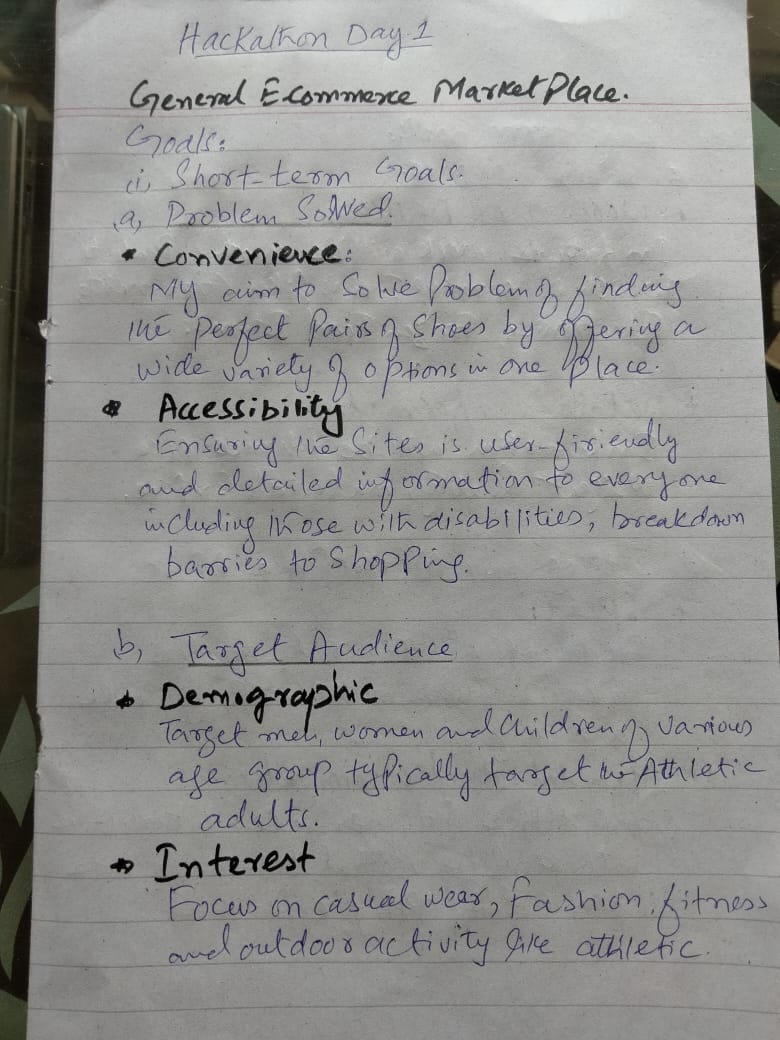 Hackathon Day 1
General Ecommerce Market Place.
Goals:
(i) Short-term Goals.
a, Problem Solved.
* Convenience:
My aim to Solve Problem of finding
the perfect Pairs of Shoes by offering a
wide variety of options in one place.
* Accessibility
Ensuring the Sites is user-friendly
and detailed information to everyone
including those with disabilities, breakdown
barries to Shopping.
b, Target Audience
* Demographic
Target men, women and Children of various
age group typically target the Athletic
adults.
* Interest
Focus on casual wear, Fashion, fitness
and outdoor activity like athletic.